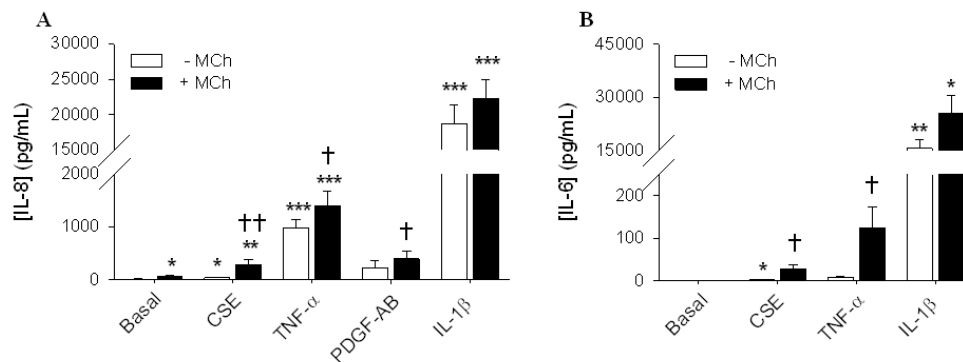 A
[IL-8] (pg/mL)
30000
25000
20000
15000
2000
1000
0
- MCh
+ MCh
*
*
††
**
***
†
***
†
***
***
Basal
CSE
TNF-α
PDGF-AB
IL-1β
B
[IL-6] (pg/mL)
45000
30000
15000
200
100
0
- MCh
+ MCh
*
†
†
**
*
Basal
CSE
TNF-α
IL-1β